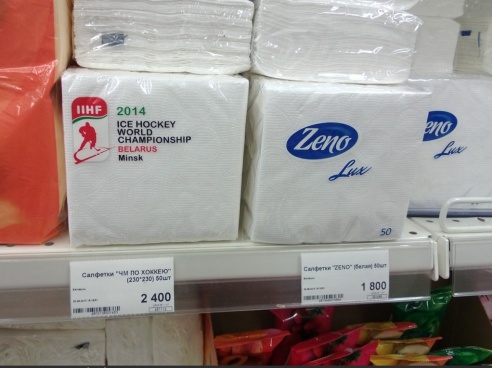 IIHF
2014
ICE HOCKEY
WORLD
CHAMPIONSHIP
BELARUS
Minsk
Zeno
Lux
50
Zeno
Lux
Салфетки "ЧМ ПО ХОККЕЮ"
(230*230) 50шт
2 400
Салфетки "ZENO" (белая) 50шт
1 800